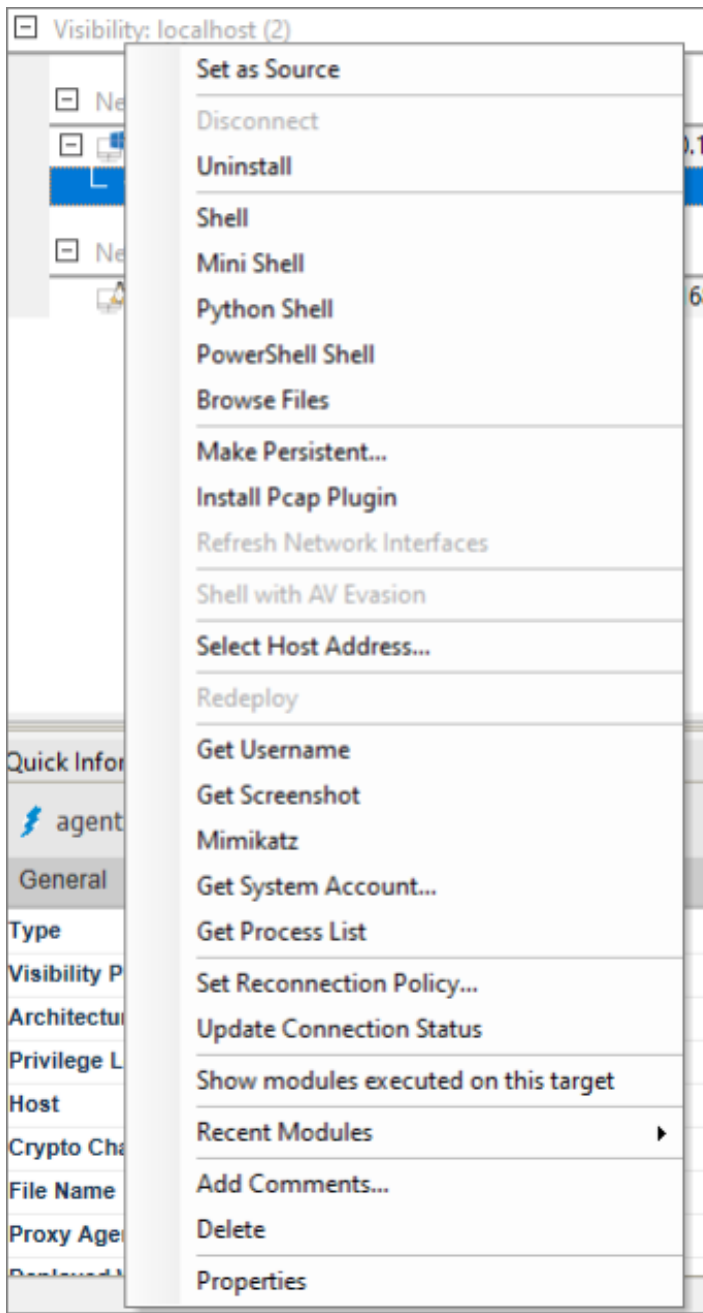 Visibility: localhost (2)
Set as Source
Disconnect
Uninstall
Shell
Mini Shell
Python Shell
PowerShell Shell
Browse Files
Make Persistent...
Install Pcap Plugin
Refresh Network Interfaces
Shell with AV Evasion
Select Host Address...
Redeploy
Get Username
Get Screenshot
Mimikatz
Get System Account...
Get Process List
Set Reconnection Policy...
Update Connection Status
Show modules executed on this target
Recent Modules
Add Comments...
Delete
Properties
Quick Infor
agent
General
Type
Visibility P
Architectu
Privilege L
Host
Crypto Cha
File Name
Proxy Age